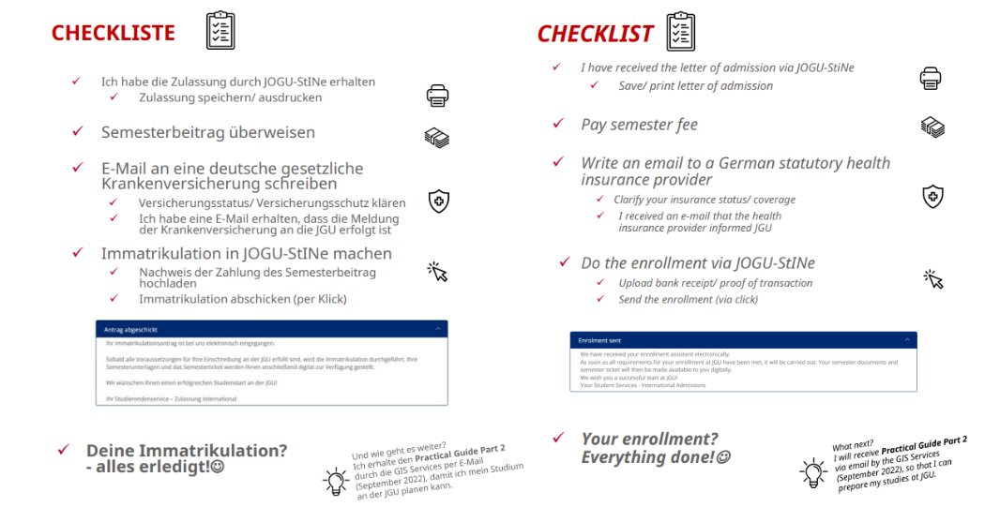 CHECKLISTE
Ich habe die Zulassung durch JOGU-StINe erhalten
Zulassung speichern/ ausdrucken
Semesterbeitrag überweisen
E-Mail an eine deutsche gesetzliche
Krankenversicherung schreiben
Versicherungsstatus/ Versicherungsschutz klären
Ich habe eine E-Mail erhalten, dass die Meldung
der Krankenversicherung an die JGU erfolgt ist
Immatrikulation in JOGU-StINe machen
Nachweis der Zahlung des Semesterbeitrag
hochladen
Immatrikulation abschicken (per Klick)
Antrag abgeschickt
Ihr Immatrikulationsantrag ist bei uns elektronisch eingegangen.
Sobald alle Voraussetzungen für Ihre Einschreibung an der JGU erfüllt sind, wird die Immatrikulation durchgeführt. Ihre
Semesterunterlagen und das Semesterticket werden Ihnen anschließend digital zur Verfügung gestellt.
Wir wünschen Ihnen einen erfolgreichen Studienstart an der JGU!
Ihr Studierendenservice – Zulassung International
Deine Immatrikulation?
- alles erledigt!☺
Und wie geht es weiter?
Ich erhalte den Practical Guide Part 2
durch die GIS Services per E-Mail
(September 2022), damit ich mein Studium
an der JGU planen kann.
CHECKLIST
I have received the letter of admission via JOGU-StiNe
Save/ print letter of admission
Pay semester fee
Write an email to a German statutory health
insurance provider
Clarify your insurance status/ coverage
I received an e-mail that the health
insurance provider informed JGU
Do the enrollment via JOGU-StINe
Upload bank receipt/ proof of transaction
Send the enrollment (via click)
Enrolment sent
We have received your enrollment assistent electronically.
As soon as all requirements for your enrollment at JGU have been met, it will be carried out. Your semester documents and
semester ticket will then be made available to you digitally.
We wish you a successful start at JGU!
Your Student Services - International Admissions
Your enrollment?
Everything done!☺
What next?
I will receive Practical Guide Part 2
via email by the GIS Services
(September 2022), so that I can
prepare my studies at JGU.